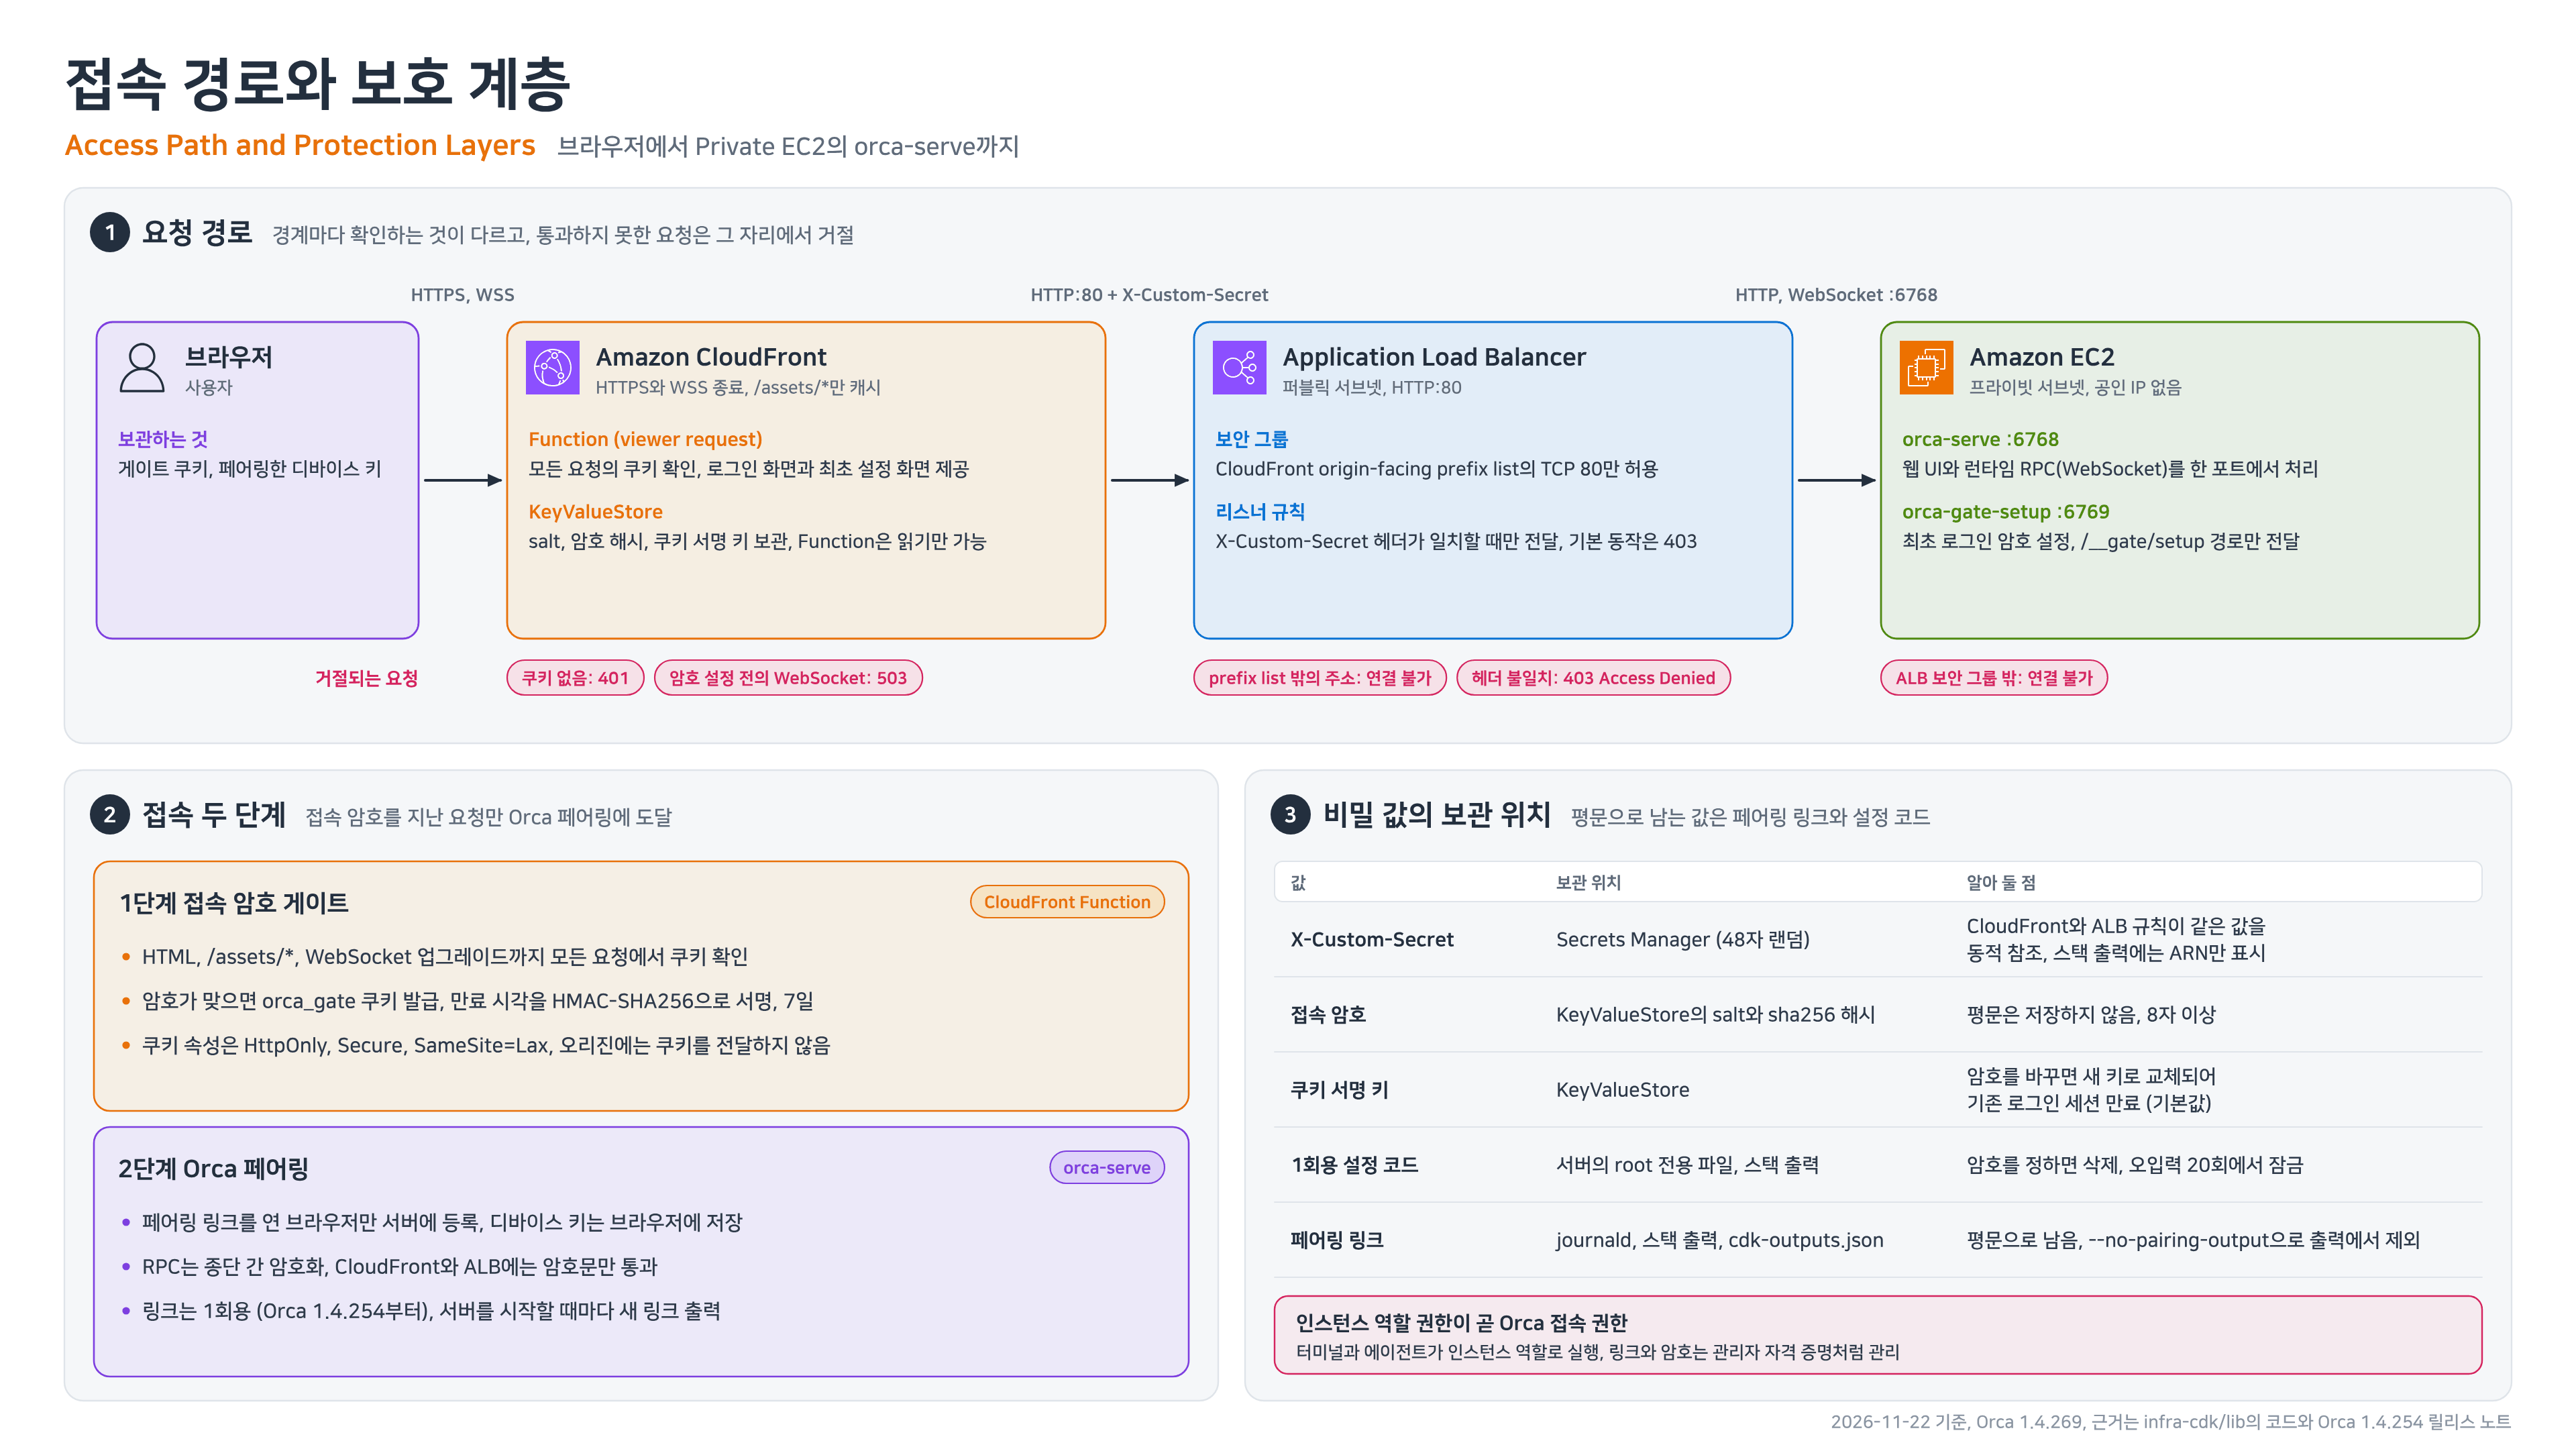 접속 경로와 보호 계층
Access Path and Protection Layers 브라우저에서 Private EC2의 orca-serve까지
1 요청 경로 경계마다 확인하는 것이 다르고, 통과하지 못한 요청은 그 자리에서 거절
HTTPS, WSS
HTTP:80 + X-Custom-Secret
HTTP, WebSocket :6768
브라우저
사용자
보관하는 것
게이트 쿠키, 페어링한 디바이스 키
Amazon CloudFront
HTTPS와 WSS 종료, /assets/*만 캐시
Function (viewer request)
모든 요청의 쿠키 확인, 로그인 화면과 최초 설정 화면 제공
KeyValueStore
salt, 암호 해시, 쿠키 서명 키 보관, Function은 읽기만 가능
Application Load Balancer
퍼블릭 서브넷, HTTP:80
보안 그룹
CloudFront origin-facing prefix list의 TCP 80만 허용
리스너 규칙
X-Custom-Secret 헤더가 일치할 때만 전달, 기본 동작은 403
Amazon EC2
프라이빗 서브넷, 공인 IP 없음
orca-serve :6768
웹 UI와 런타임 RPC(WebSocket)를 한 포트에서 처리
orca-gate-setup :6769
최초 로그인 암호 설정, /__gate/setup 경로만 전달
거절되는 요청
쿠키 없음: 401
암호 설정 전의 WebSocket: 503
prefix list 밖의 주소: 연결 불가
헤더 불일치: 403 Access Denied
ALB 보안 그룹 밖: 연결 불가
2 접속 두 단계 접속 암호를 지난 요청만 Orca 페어링에 도달
1단계 접속 암호 게이트
CloudFront Function
• HTML, /assets/*, WebSocket 업그레이드까지 모든 요청에서 쿠키 확인
• 암호가 맞으면 orca_gate 쿠키 발급, 만료 시각을 HMAC-SHA256으로 서명, 7일
• 쿠키 속성은 HttpOnly, Secure, SameSite=Lax, 오리진에는 쿠키를 전달하지 않음
2단계 Orca 페어링
orca-serve
• 페어링 링크를 연 브라우저만 서버에 등록, 디바이스 키는 브라우저에 저장
• RPC는 종단 간 암호화, CloudFront와 ALB에는 암호문만 통과
• 링크는 1회용 (Orca 1.4.254부터), 서버를 시작할 때마다 새 링크 출력
3 비밀 값의 보관 위치 평문으로 남는 값은 페어링 링크와 설정 코드
값 보관 위치 알아 둘 점
X-Custom-Secret Secrets Manager (48자 랜덤) CloudFront와 ALB 규칙이 같은 값을
동적 참조, 스택 출력에는 ARN만 표시
접속 암호 KeyValueStore의 salt와 sha256 해시 평문은 저장하지 않음, 8자 이상
쿠키 서명 키 KeyValueStore 암호를 바꾸면 새 키로 교체되어
기존 로그인 세션 만료 (기본값)
1회용 설정 코드 서버의 root 전용 파일, 스택 출력 암호를 정하면 삭제, 오입력 20회에서 잠금
페어링 링크 journald, 스택 출력, cdk-outputs.json 평문으로 남음, --no-pairing-output으로 출력에서 제외
인스턴스 역할 권한이 곧 Orca 접속 권한
터미널과 에이전트가 인스턴스 역할로 실행, 링크와 암호는 관리자 자격 증명처럼 관리
2026-11-22 기준, Orca 1.4.269, 근거는 infra-cdk/lib의 코드와 Orca 1.4.254 릴리스 노트